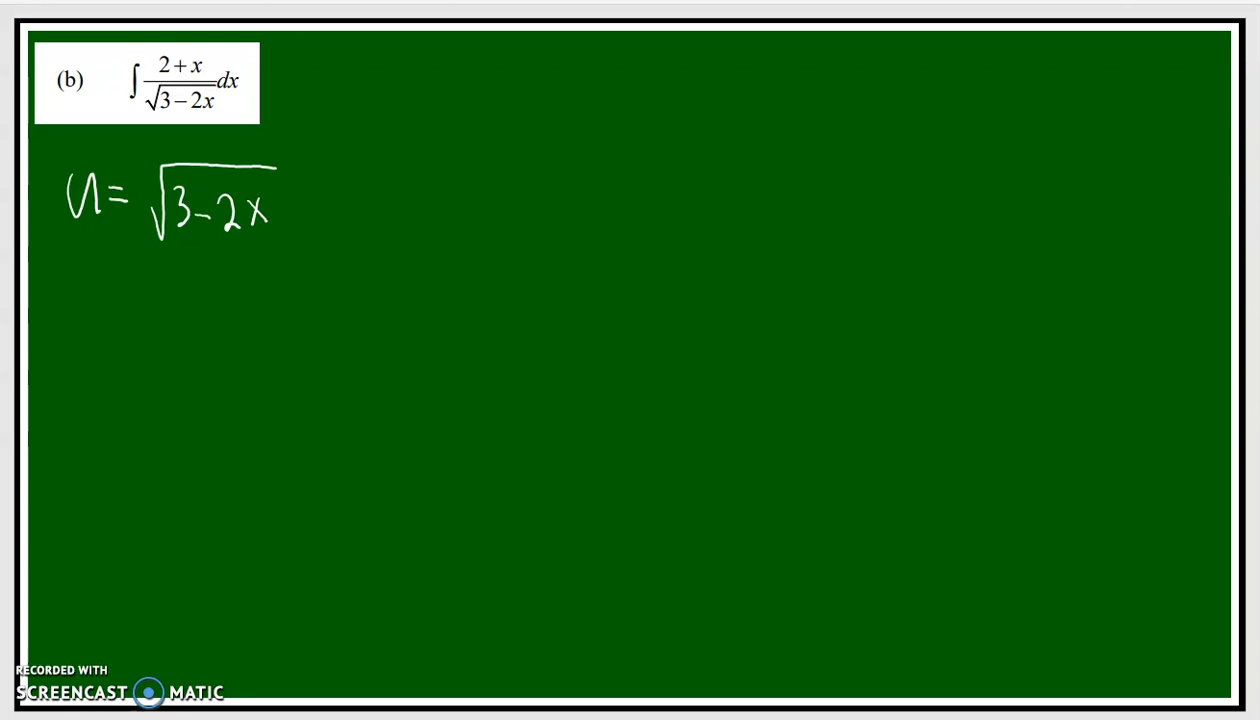 (b) ∫ 2+x / √3−2x dx
u = √3−2x
RECORDED WITH
SCREENCAST MATIC